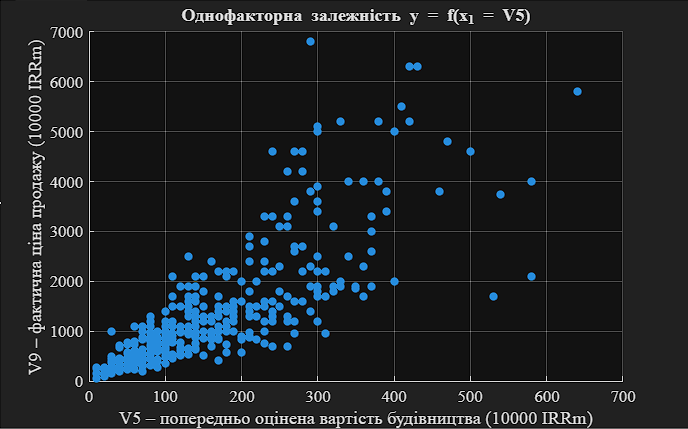 Однофакторна залежність y = f(x₁ = V5)
V9 – фактична ціна продажу (10000 IRRm)
7000
6000
5000
4000
3000
2000
1000
0
0 100 200 300 400 500 600 700
V5 – попередньо оцінена вартість будівництва (10000 IRRm)